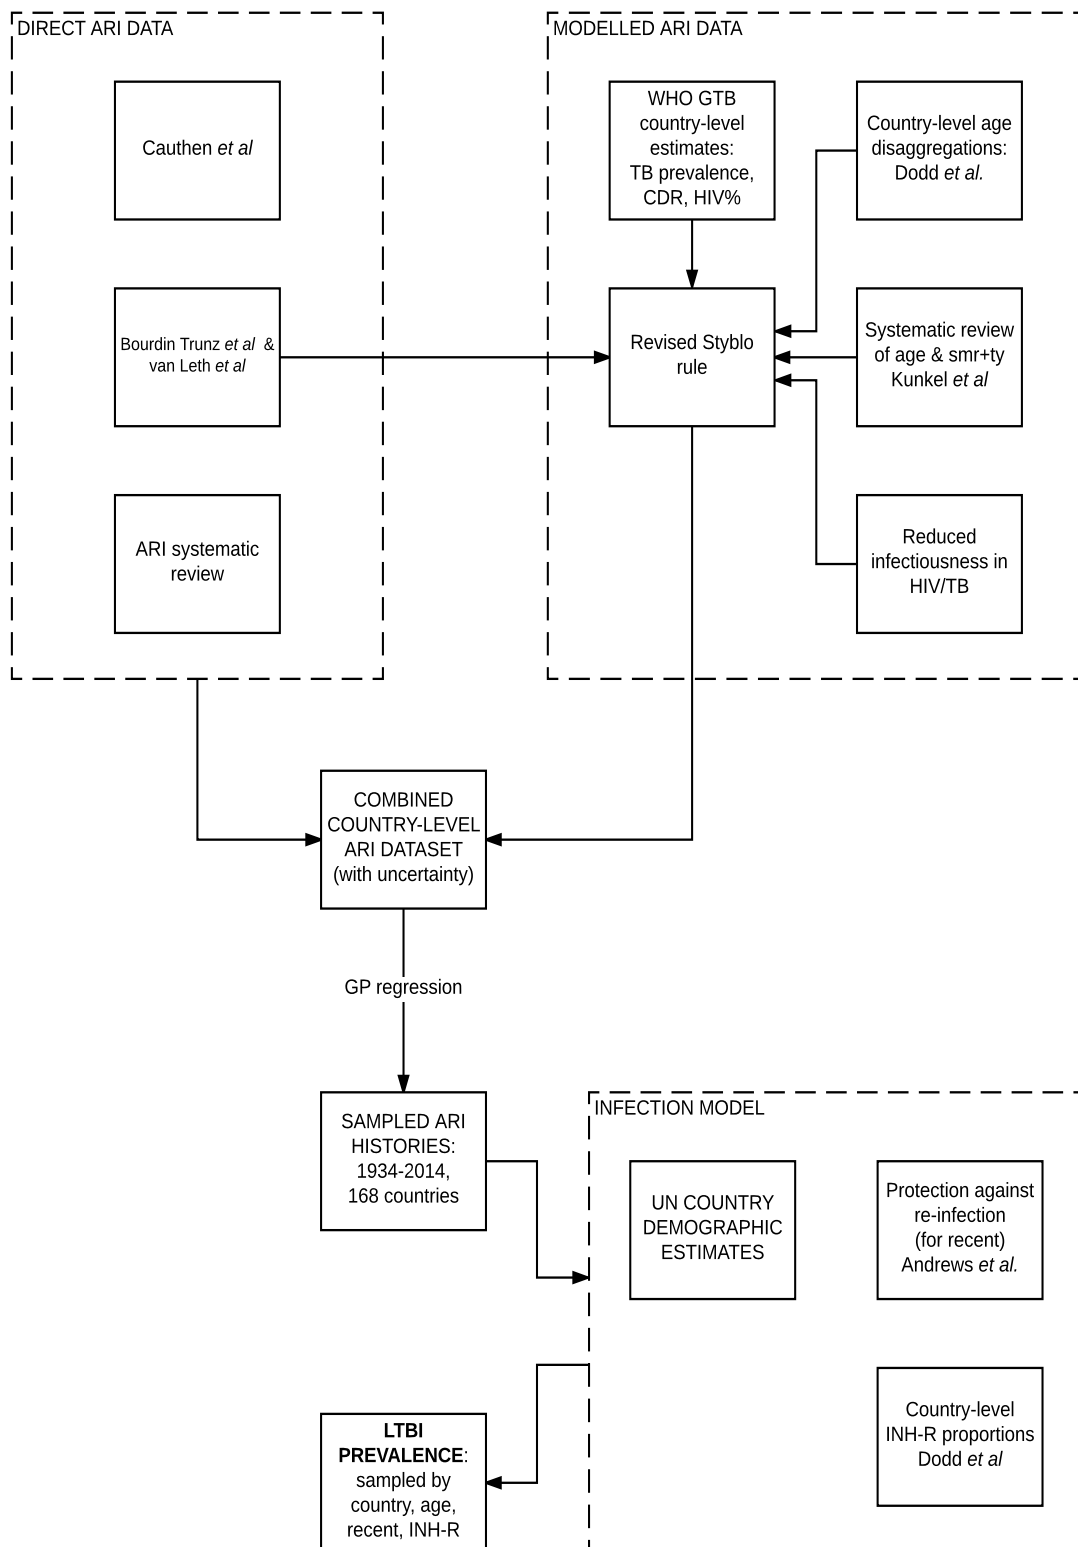 DIRECT ARI DATA
Cauthen et al
Bourdin Trunz et al &
van Leth et al
ARI systematic
review
MODELLED ARI DATA
WHO GTB
country-level
estimates:
TB prevalence,
CDR, HIV%
Country-level age
disaggregations:
Dodd et al.
Revised Styblo
rule
Systematic review
of age & smr+ty
Kunkel et al
Reduced
infectiousness in
HIV/TB
COMBINED
COUNTRY-LEVEL
ARI DATASET
(with uncertainty)
GP regression
SAMPLED ARI
HISTORIES:
1934-2014,
168 countries
INFECTION MODEL
UN COUNTRY
DEMOGRAPHIC
ESTIMATES
Protection against
re-infection
(for recent)
Andrews et al.
Country-level
INH-R proportions
Dodd et al
LTBI
PREVALENCE:
sampled by
country, age,
recent, INH-R